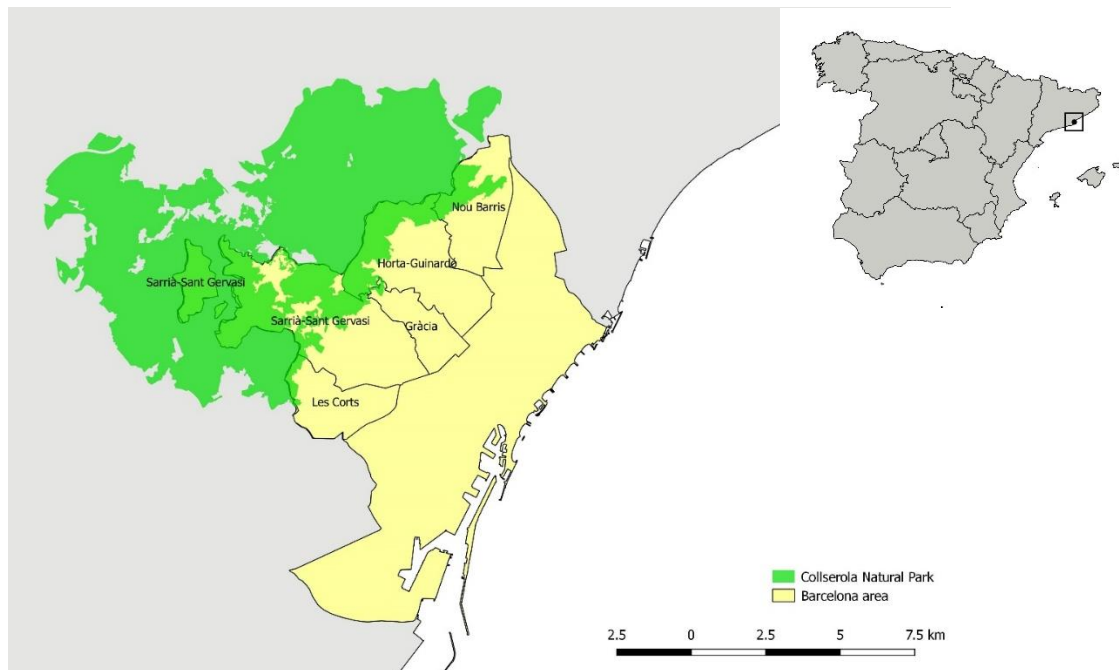 Nou Barris
Horta-Guinardó
Sarrià-Sant Gervasi
Sarrià-Sant Gervasi
Gràcia
Les Corts
Collserola Natural Park
Barcelona area
2.5 0 2.5 5 7.5 km